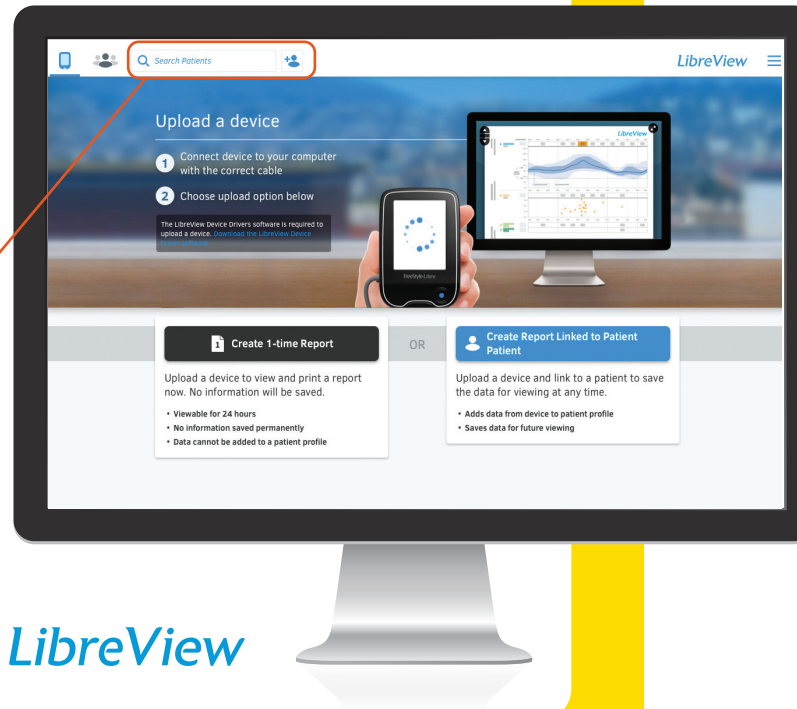 Search Patients
LibreView
Upload a device
1 Connect device to your computer
with the correct cable
2 Choose upload option below
The LibreView Device Drivers software is required to
upload a device. Download the LibreView Device
LibreView
FreeStyle Libre
1 Create 1-time Report
OR
Create Report Linked to Patient
Patient
Upload a device to view and print a report
now. No information will be saved.
• Viewable for 24 hours
• No information saved permanently
• Data cannot be added to a patient profile
Upload a device and link to a patient to save
the data for viewing at any time.
• Adds data from device to patient profile
• Saves data for future viewing
LibreView